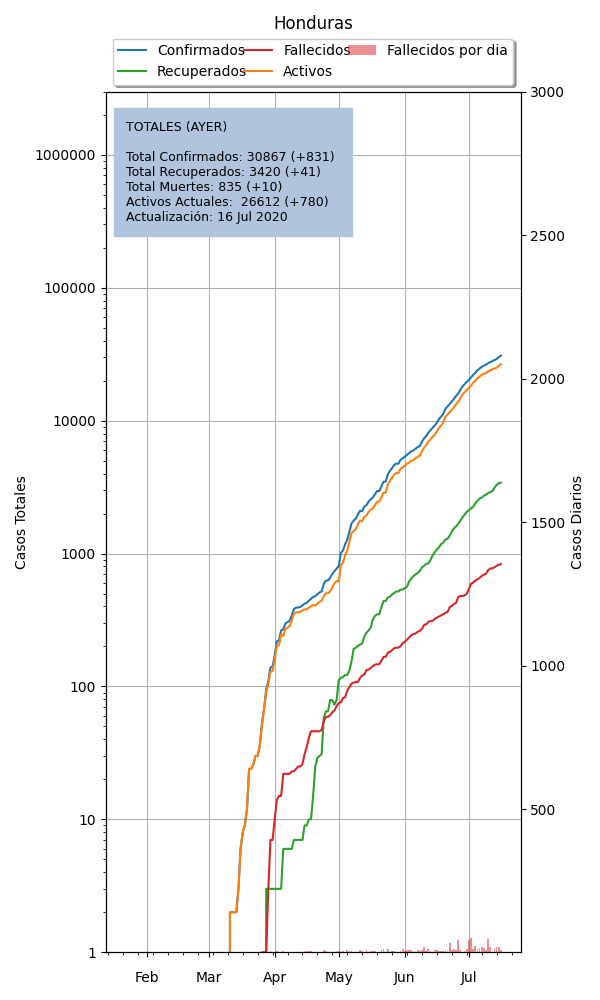 Honduras
Confirmados
Fallecidos
Fallecidos por dia
Recuperados
Activos
TOTALES (AYER)
Total Confirmados: 30867 (+831)
Total Recuperados: 3420 (+41)
Total Muertes: 835 (+10)
Activos Actuales:  26612 (+780)
Actualización: 16 Jul 2020
Casos Totales
1000000
100000
10000
1000
100
10
1
Casos Diarios
3000
2500
2000
1500
1000
500
Feb
Mar
Apr
May
Jun
Jul